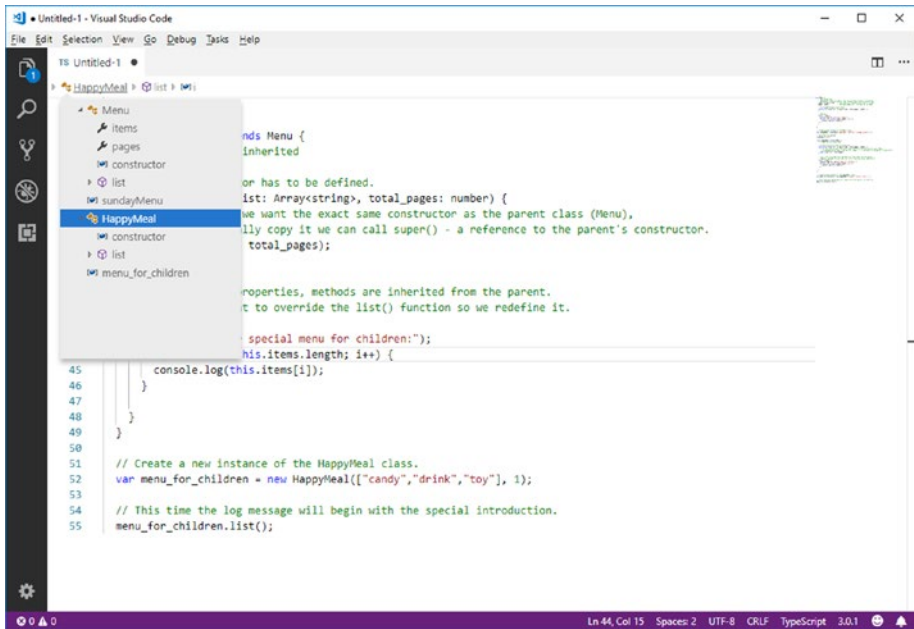 ● Untitled-1 - Visual Studio Code
File Edit Selection View Go Debug Tasks Help
1
TS Untitled-1 ●
HappyMeal list i
Menu
items
nds Menu {
pages
inherited
constructor
list
or has to be defined.
sundayMenu
ist: Array<string>, total_pages: number) {
HappyMeal
we want the exact same constructor as the parent class (Menu),
constructor
lly copy it we can call super() - a reference to the parent's constructor.
list
total_pages);
menu_for_children
roperties, methods are inherited from the parent.
t to override the list() function so we redefine it.
special menu for children:");
his.items.length; i++) {
45 console.log(this.items[i]);
46 }
47
48 }
49 }
50
51 // Create a new instance of the HappyMeal class.
52 var menu_for_children = new HappyMeal(["candy","drink","toy"], 1);
53
54 // This time the log message will begin with the special introduction.
55 menu_for_children.list();
0 0 Ln 44, Col 15 Spaces: 2 UTF-8 CRLF TypeScript 3.0.1